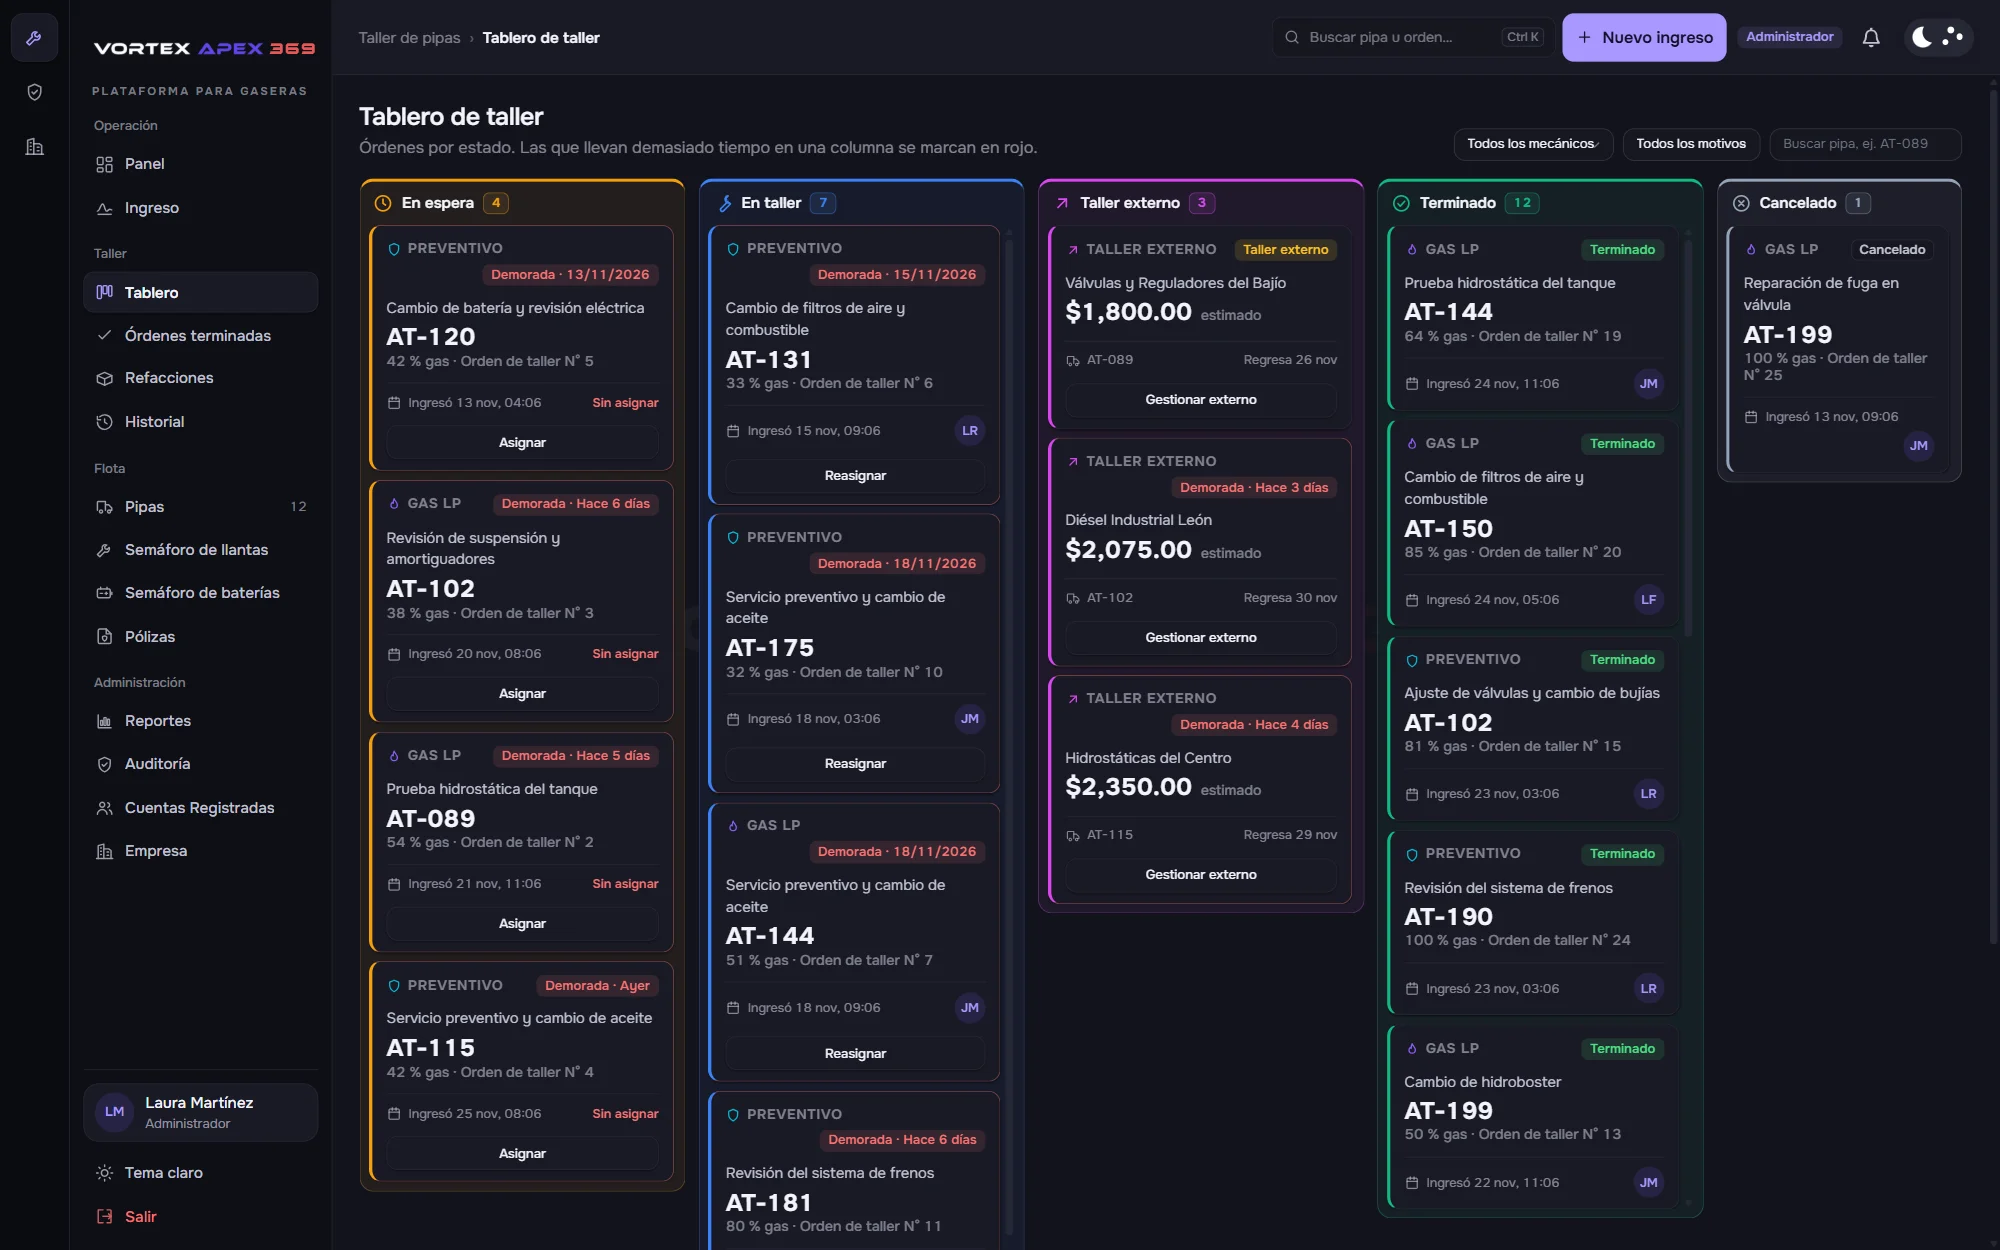 VORTEX APEX 369
PLATAFORMA PARA GASERAS
Operación
Panel
Ingreso
Taller
Tablero
Órdenes terminadas
Refacciones
Historial
Flota
Pipas 12
Semáforo de llantas
Semáforo de baterías
Pólizas
Administración
Reportes
Auditoría
Cuentas Registradas
Empresa
LM
Laura Martínez
Administrador
Tema claro
Salir
Taller de pipas › Tablero de taller
Buscar pipa u orden... Ctrl K
+ Nuevo ingreso
Administrador
Tablero de taller
Órdenes por estado. Las que llevan demasiado tiempo en una columna se marcan en rojo.
Todos los mecánicos
Todos los motivos
Buscar pipa, ej. AT-089
En espera 4
PREVENTIVO
Demorada · 13/11/2026
Cambio de batería y revisión eléctrica
AT-120
42 % gas · Orden de taller N° 5
Ingresó 13 nov, 04:06 Sin asignar
Asignar
GAS LP Demorada · Hace 6 días
Revisión de suspensión y
amortiguadores
AT-102
38 % gas · Orden de taller N° 3
Ingresó 20 nov, 08:06 Sin asignar
Asignar
GAS LP Demorada · Hace 5 días
Prueba hidrostática del tanque
AT-089
54 % gas · Orden de taller N° 2
Ingresó 21 nov, 11:06 Sin asignar
Asignar
PREVENTIVO Demorada · Ayer
Servicio preventivo y cambio de aceite
AT-115
42 % gas · Orden de taller N° 4
Ingresó 25 nov, 08:06 Sin asignar
Asignar
En taller 7
PREVENTIVO
Demorada · 15/11/2026
Cambio de filtros de aire y
combustible
AT-131
33 % gas · Orden de taller N° 6
Ingresó 15 nov, 09:06 LR
Reasignar
PREVENTIVO
Demorada · 18/11/2026
Servicio preventivo y cambio de
aceite
AT-175
32 % gas · Orden de taller N° 10
Ingresó 18 nov, 03:06 JM
Reasignar
GAS LP
Demorada · 18/11/2026
Servicio preventivo y cambio de
aceite
AT-144
51 % gas · Orden de taller N° 7
Ingresó 18 nov, 09:06 JM
Reasignar
PREVENTIVO
Demorada · Hace 6 días
Revisión del sistema de frenos
AT-181
80 % gas · Orden de taller N° 11
Taller externo 3
TALLER EXTERNO Taller externo
Válvulas y Reguladores del Bajío
$1,800.00 estimado
AT-089 Regresa 26 nov
Gestionar externo
TALLER EXTERNO
Demorada · Hace 3 días
Diésel Industrial León
$2,075.00 estimado
AT-102 Regresa 30 nov
Gestionar externo
TALLER EXTERNO
Demorada · Hace 4 días
Hidrostáticas del Centro
$2,350.00 estimado
AT-115 Regresa 29 nov
Gestionar externo
Terminado 12
GAS LP Terminado
Prueba hidrostática del tanque
AT-144
64 % gas · Orden de taller N° 19
Ingresó 24 nov, 11:06 JM
GAS LP Terminado
Cambio de filtros de aire y
combustible
AT-150
85 % gas · Orden de taller N° 20
Ingresó 24 nov, 05:06 LF
PREVENTIVO Terminado
Ajuste de válvulas y cambio de bujías
AT-102
81 % gas · Orden de taller N° 15
Ingresó 23 nov, 03:06 LR
PREVENTIVO Terminado
Revisión del sistema de frenos
AT-190
100 % gas · Orden de taller N° 24
Ingresó 23 nov, 03:06 LR
GAS LP Terminado
Cambio de hidroboster
AT-199
50 % gas · Orden de taller N° 13
Ingresó 22 nov, 11:06 JM
Cancelado 1
GAS LP Cancelado
Reparación de fuga en
válvula
AT-199
100 % gas · Orden de taller
N° 25
Ingresó 13 nov, 09:06
JM